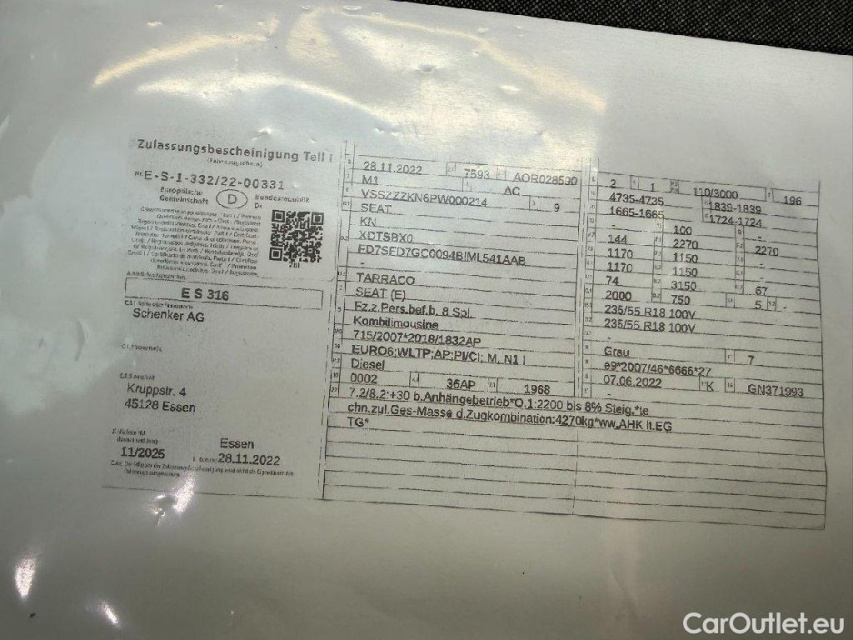 Zulassungsbescheinigung Teil I
(Fahrzeugschein)
Nr. E-S-1-332/22-00331
Europäische
Gemeinschaft
D
Bundesrepublik
E S 316
Schenker AG
Kruppstr. 4
45128 Essen
11/2025
Essen
28.11.2022
28.11.2022 7593 AOR028530
M1 AC
VSSZZZKN6PW000214 9
SEAT
KN
XDTSBX0
FD7SFD7GC0094BIML541AAB
-
TARRACO
SEAT (E)
Fz.z.Pers.bef.b. 8 Spl.
Kombilimousine
715/2007*2018/1832AP
EURO6;WLTP;AP;PI/CI; M, N1 I
Diesel
0002 36AP 1968
7.2/8.2:+30 b.Anhängebetrieb*O.1:2200 bis 8% Steig.*te
chn.zul.Ges-Masse d.Zugkombination:4270kg*ww.AHK lt.EG
TG*
2 1 110/3000 196
4735-4735 1839-1839
1665-1665 1724-1724
- 100 -
144 2270 2270
1170 1150 -
1170 1150 -
74 3150 67
2000 750 5 -
235/55 R18 100V
235/55 R18 100V
-
Grau 7
e9*2007/46*6666*27
07.06.2022 K GN371993
CarOutlet.eu